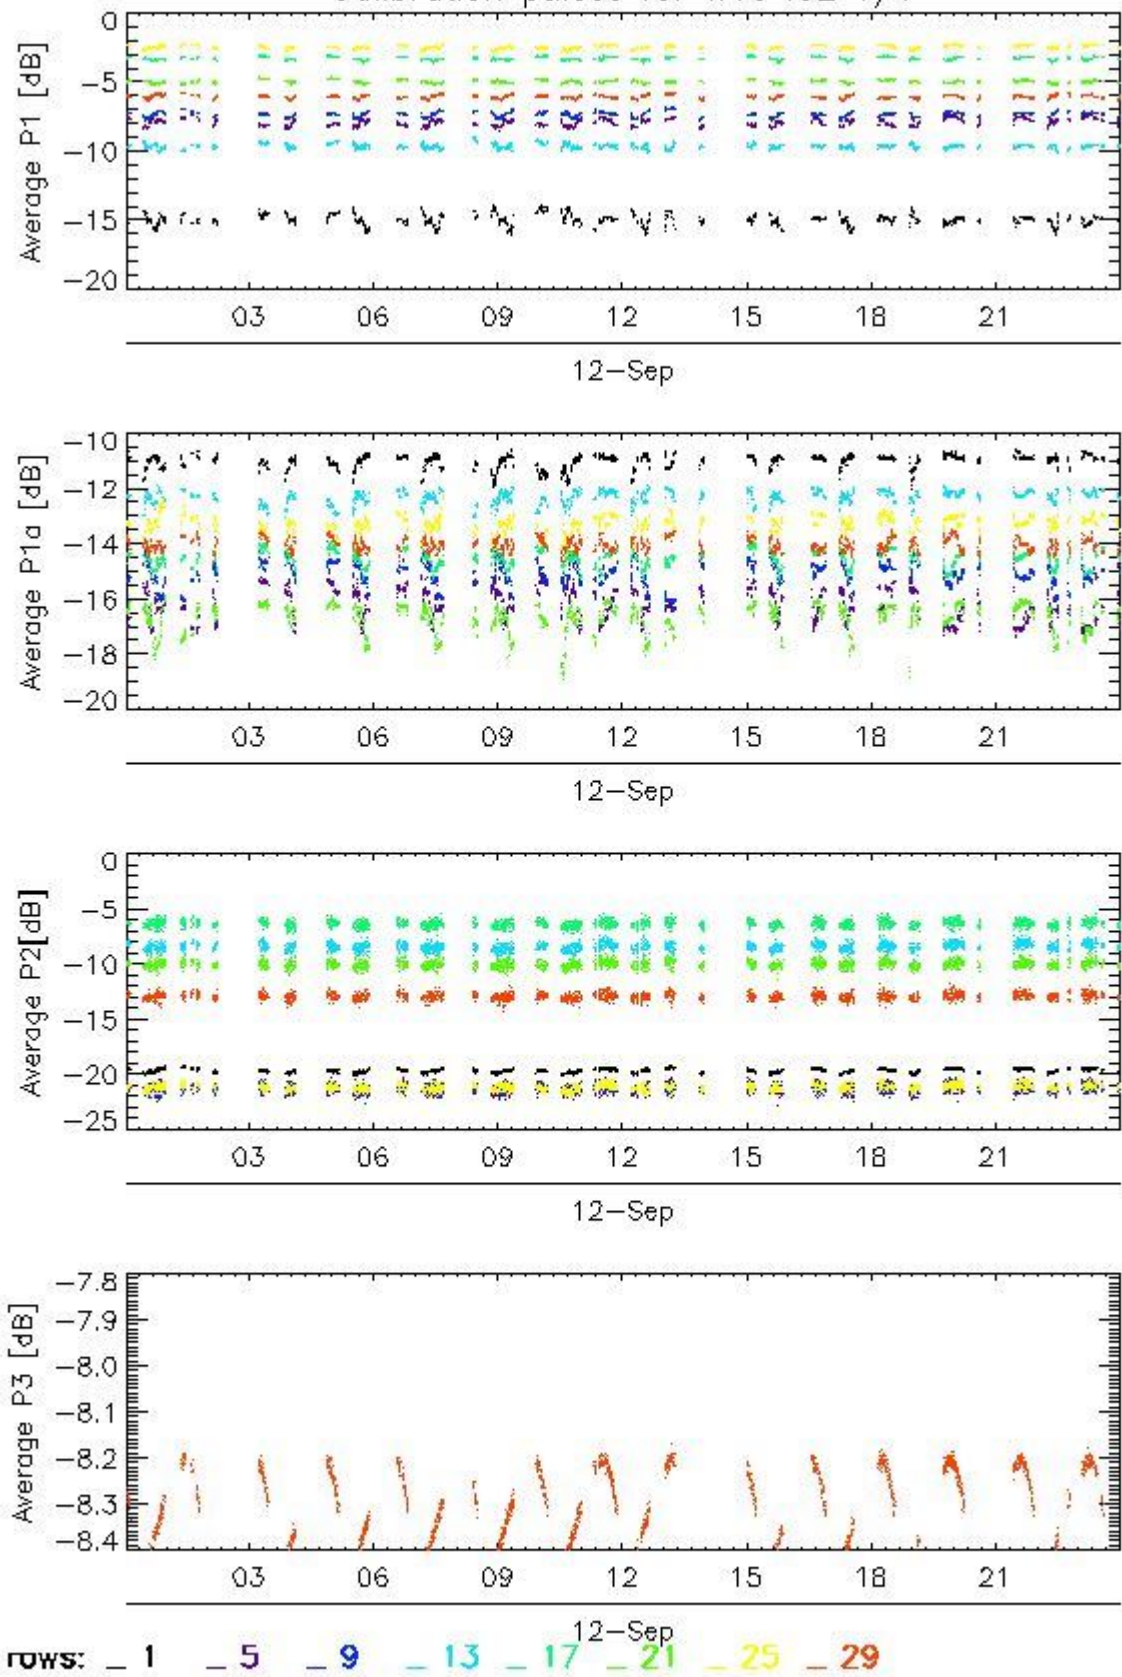 0
−5
−10
−15
−20
Average P1 [dB]
03 06 09 12 15 18 21
12−Sep
−10
−12
−14
−16
−18
−20
Average P1a [dB]
03 06 09 12 15 18 21
12−Sep
0
−5
−10
−15
−20
−25
Average P2[dB]
03 06 09 12 15 18 21
12−Sep
−7.8
−7.9
−8.0
−8.1
−8.2
−8.3
−8.4
Average P3 [dB]
03 06 09 12 15 18 21
12−Sep
rows: _ 1 _ 5 _ 9 _ 13 _ 17 _ 21 _ 25 _ 29